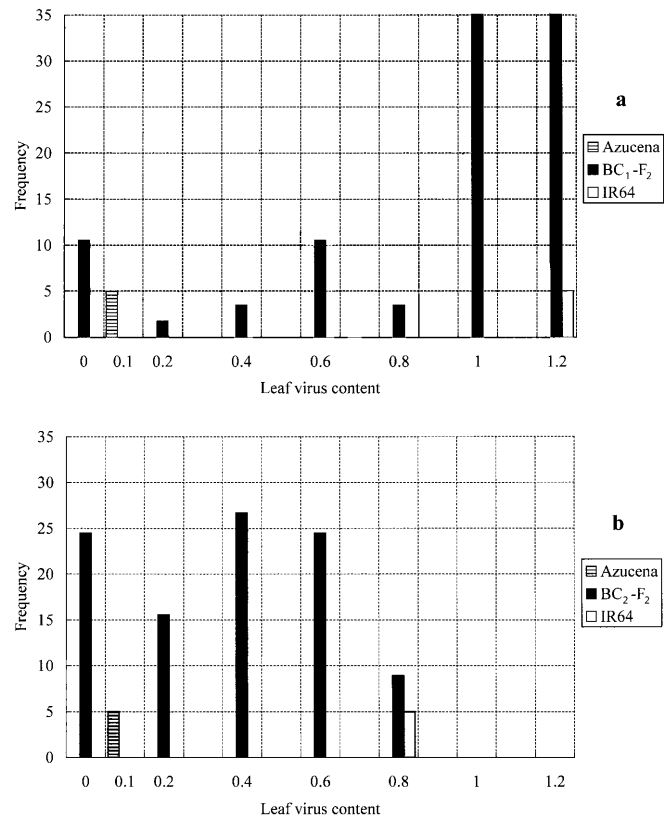 35
30
25
20
15
10
5
0
Frequency
0 0.1 0.2 0.4 0.6 0.8 1 1.2
Leaf virus content
a
Azucena
BC₁-F₂
IR64
35
30
25
20
15
10
5
0
Frequency
0 0.1 0.2 0.4 0.6 0.8 1 1.2
Leaf virus content
b
Azucena
BC₂-F₂
IR64